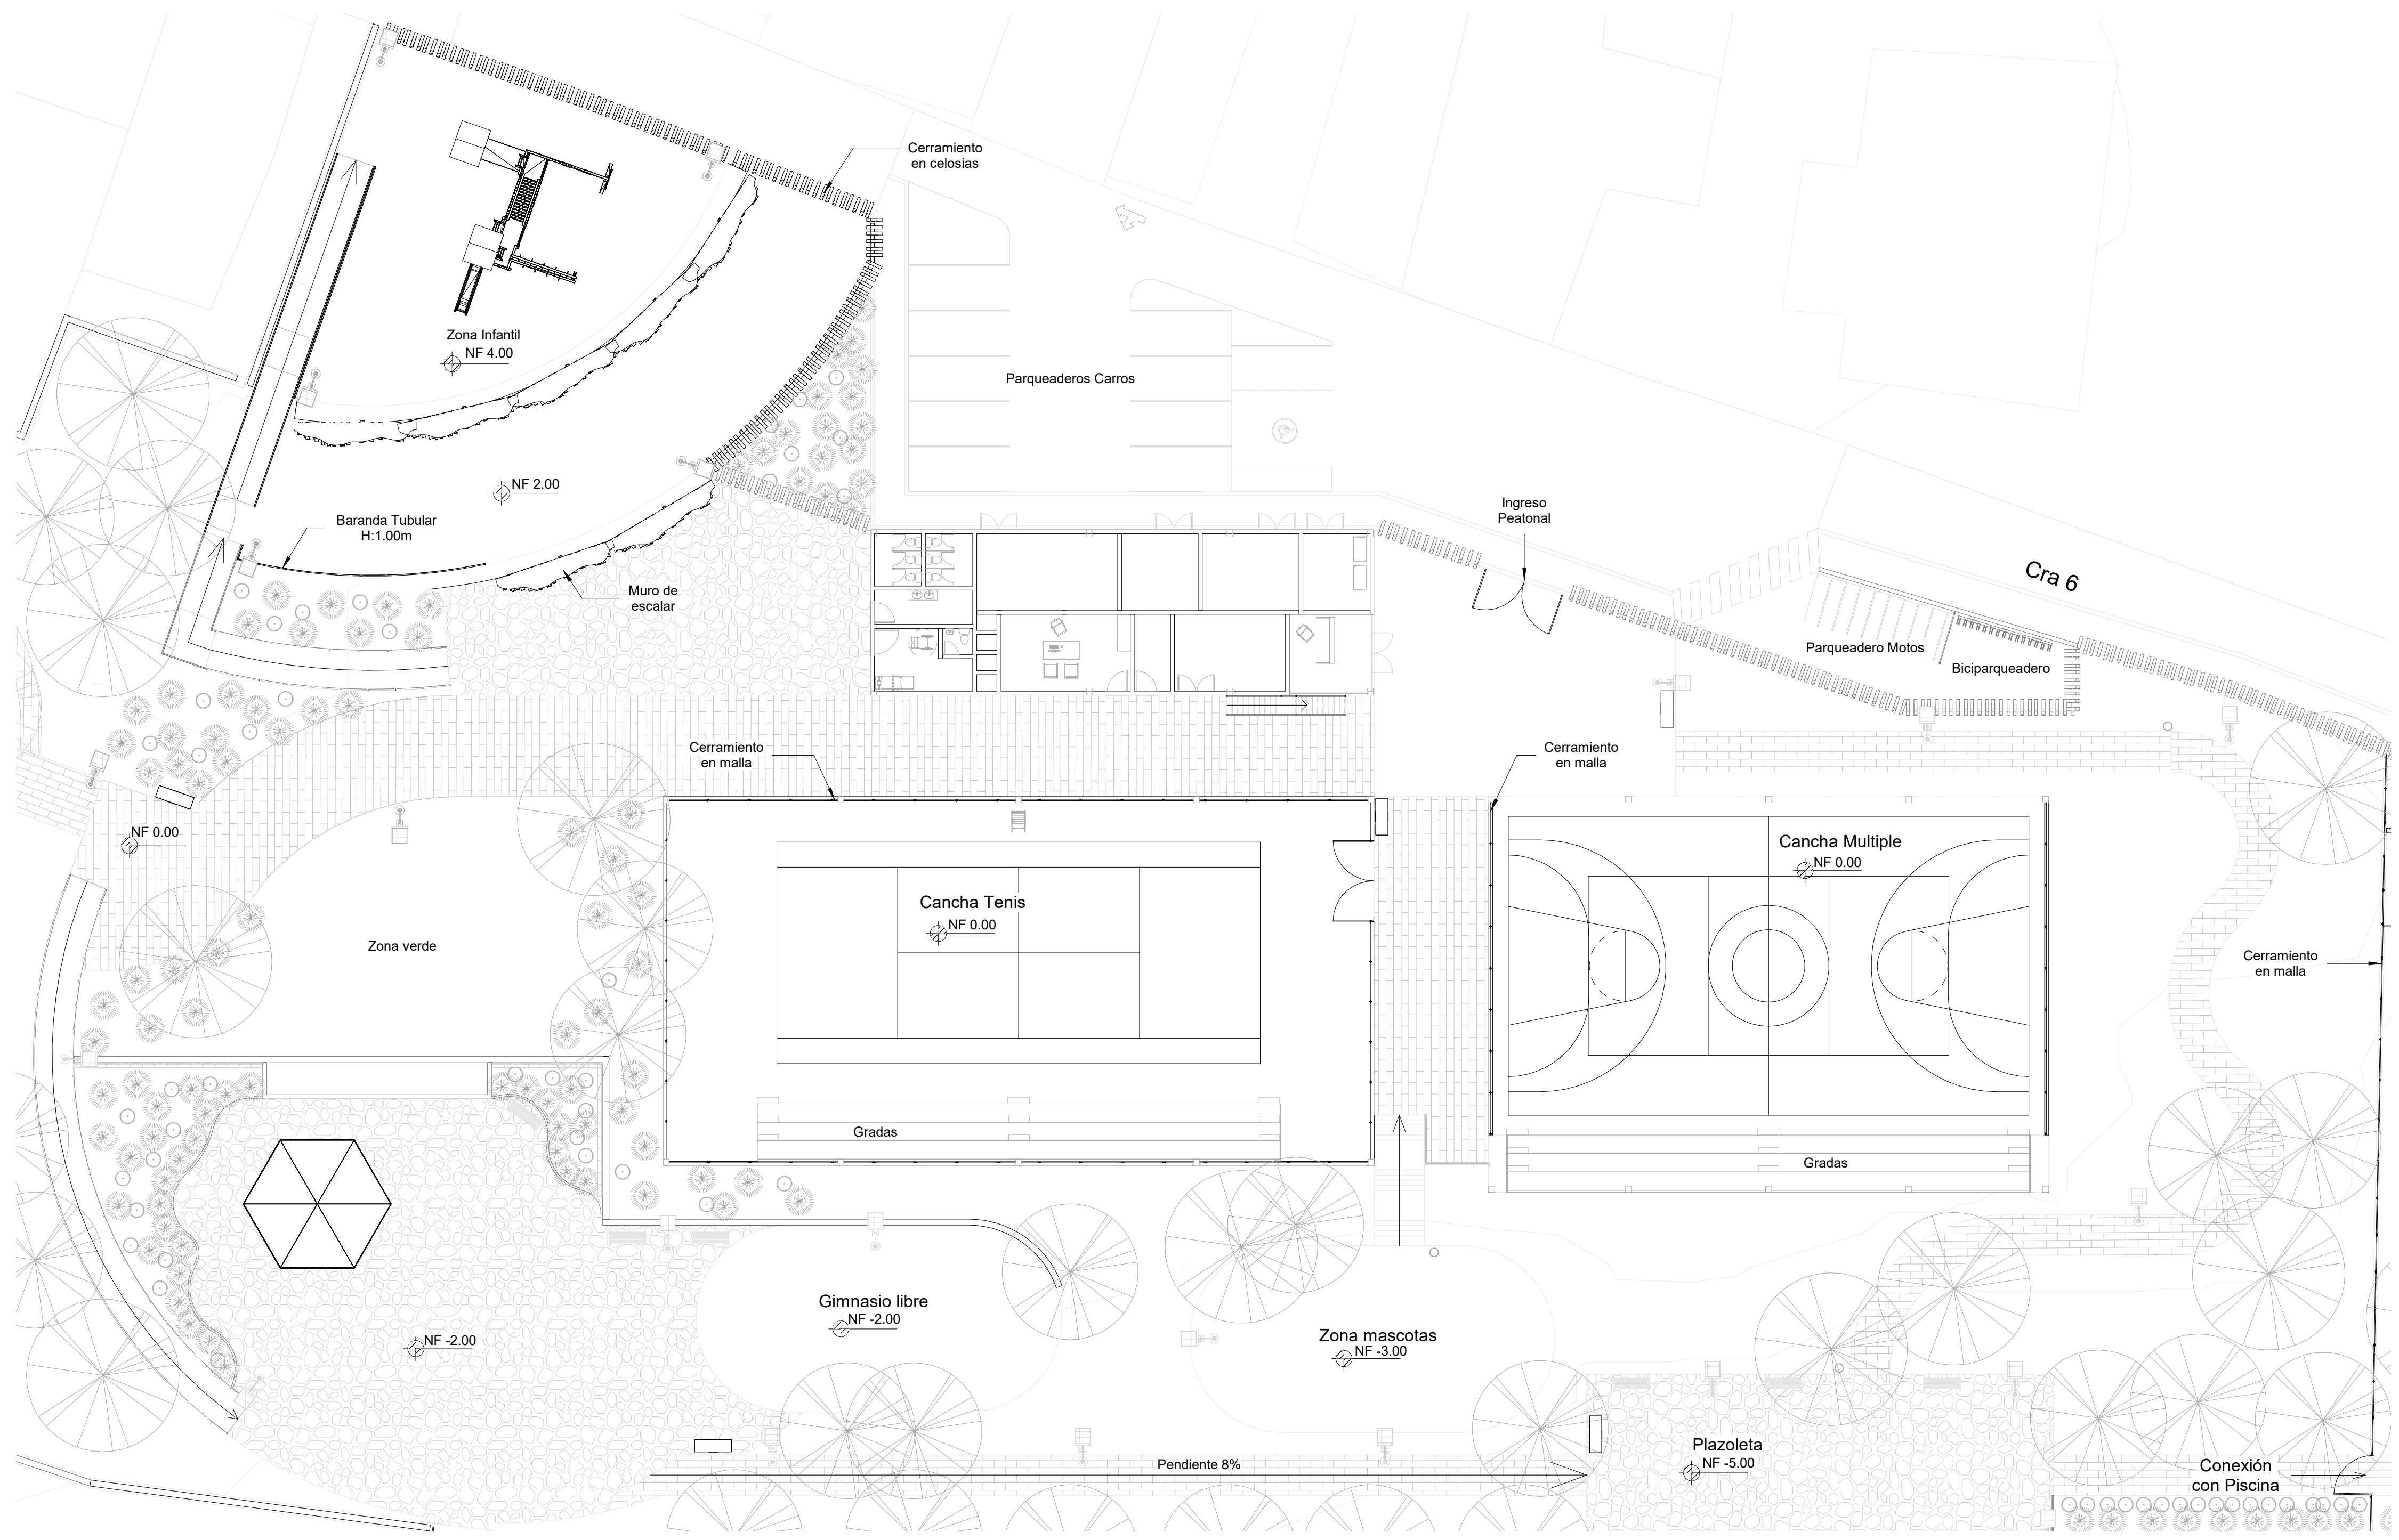 Cerramiento
en celosias
Zona Infantil
NF 4.00
Parqueaderos Carros
NF 2.00
Baranda Tubular
H:1.00m
Ingreso
Peatonal
Cra 6
Muro de
escalar
Parqueadero Motos
Biciparqueadero
Cerramiento
en malla
Cerramiento
en malla
NF 0.00
Cancha Multiple
NF 0.00
Cancha Tenis
NF 0.00
Zona verde
Cerramiento
en malla
Gradas
Gradas
Gimnasio libre
NF -2.00
NF -2.00
Zona mascotas
NF -3.00
Plazoleta
NF -5.00
Pendiente 8%
Conexión
con Piscina